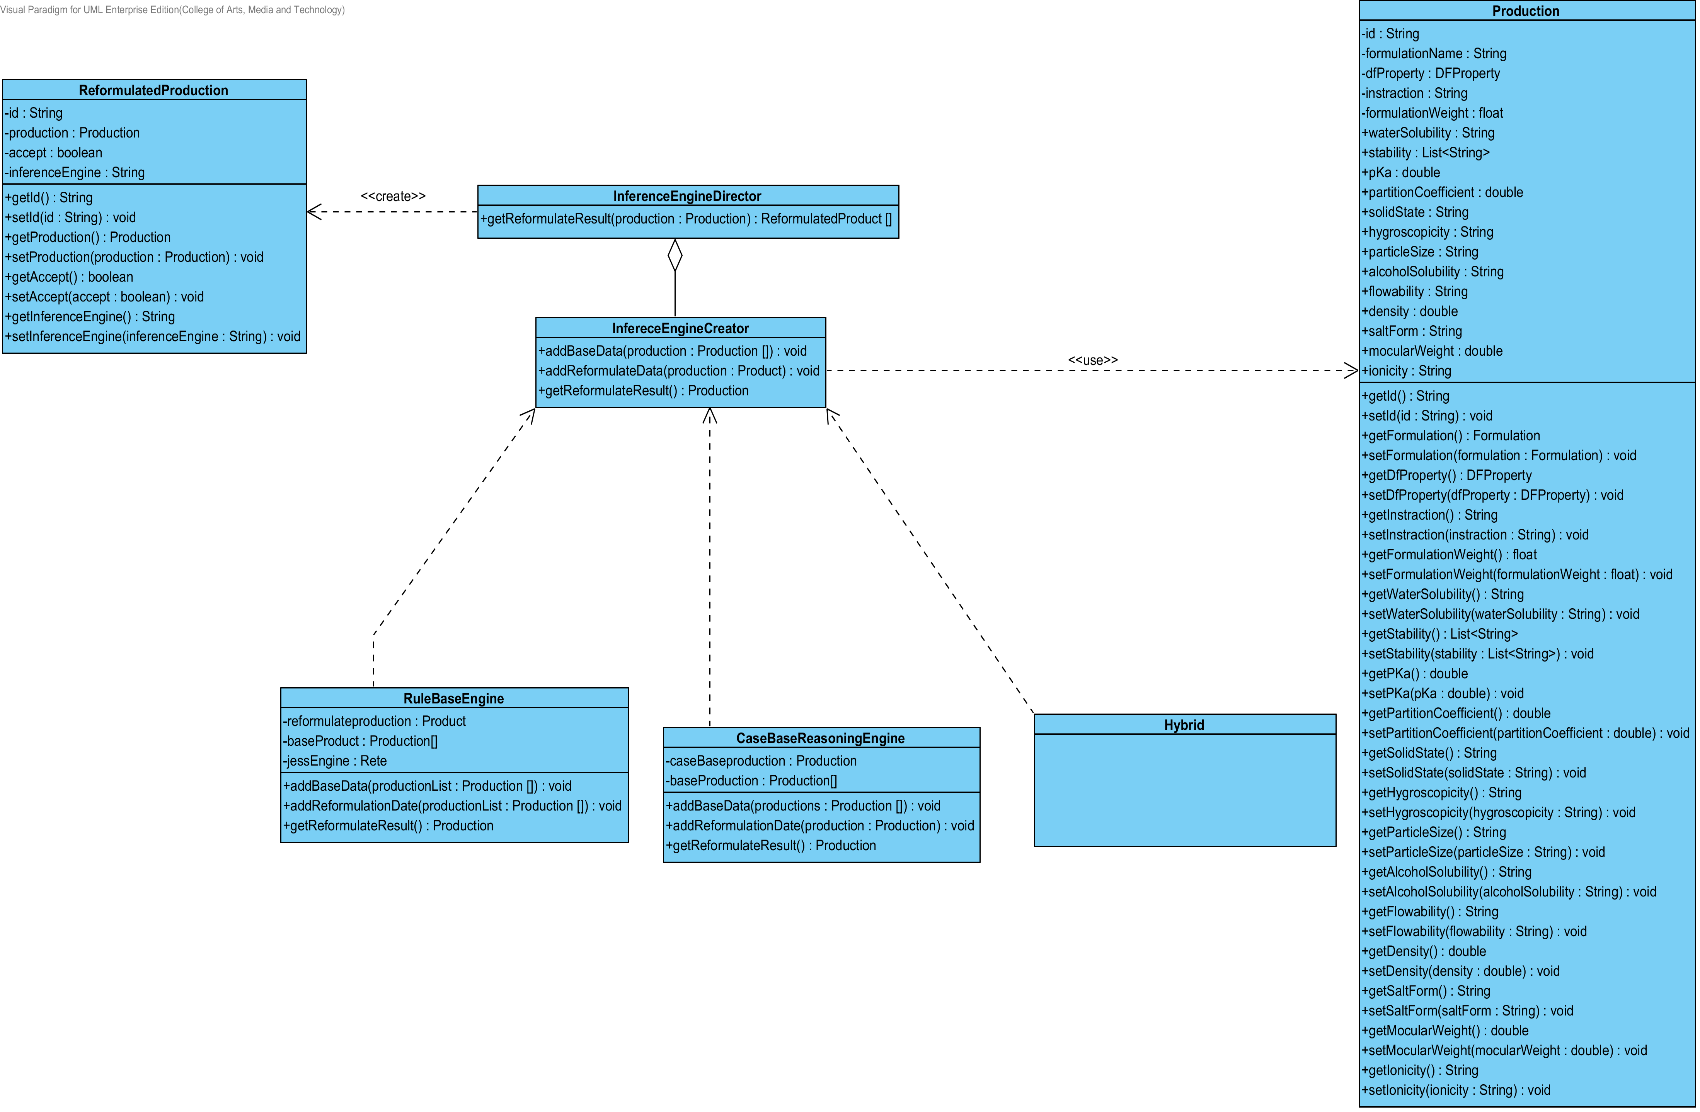 Visual Paradigm for UML Enterprise Edition(College of Arts, Media and Technology)
ReformulatedProduction
-id : String
-production : Production
-accept : boolean
-inferenceEngine : String
+getId() : String
+setId(id : String) : void
+getProduction() : Production
+setProduction(production : Production) : void
+getAccept() : boolean
+setAccept(accept : boolean) : void
+getInferenceEngine() : String
+setInferenceEngine(inferenceEngine : String) : void
<<create>>
InferenceEngineDirector
+getReformulateResult(production : Production) : ReformulatedProduct []
InfereceEngineCreator
+addBaseData(production : Production []) : void
+addReformulateData(production : Product) : void
+getReformulateResult() : Production
<<use>>
RuleBaseEngine
-reformulateproduction : Product
-baseProduct : Production[]
-jessEngine : Rete
+addBaseData(productionList : Production []) : void
+addReformulationDate(productionList : Production []) : void
+getReformulateResult() : Production
CaseBaseReasoningEngine
-caseBaseproduction : Production
-baseProduction : Production[]
+addBaseData(productions : Production []) : void
+addReformulationDate(production : Production) : void
+getReformulateResult() : Production
Hybrid
Production
-id : String
-formulationName : String
-dfProperty : DFProperty
-instraction : String
-formulationWeight : float
+waterSolubility : String
+stability : List<String>
+pKa : double
+partitionCoefficient : double
+solidState : String
+hygroscopicity : String
+particleSize : String
+alcoholSolubility : String
+flowability : String
+density : double
+saltForm : String
+mocularWeight : double
+ionicity : String
+getId() : String
+setId(id : String) : void
+getFormulation() : Formulation
+setFormulation(formulation : Formulation) : void
+getDfProperty() : DFProperty
+setDfProperty(dfProperty : DFProperty) : void
+getInstraction() : String
+setInstraction(instraction : String) : void
+getFormulationWeight() : float
+setFormulationWeight(formulationWeight : float) : void
+getWaterSolubility() : String
+setWaterSolubility(waterSolubility : String) : void
+getStability() : List<String>
+setStability(stability : List<String>) : void
+getPKa() : double
+setPKa(pKa : double) : void
+getPartitionCoefficient() : double
+setPartitionCoefficient(partitionCoefficient : double) : void
+getSolidState() : String
+setSolidState(solidState : String) : void
+getHygroscopicity() : String
+setHygroscopicity(hygroscopicity : String) : void
+getParticleSize() : String
+setParticleSize(particleSize : String) : void
+getAlcoholSolubility() : String
+setAlcoholSolubility(alcoholSolubility : String) : void
+getFlowability() : String
+setFlowability(flowability : String) : void
+getDensity() : double
+setDensity(density : double) : void
+getSaltForm() : String
+setSaltForm(saltForm : String) : void
+getMocularWeight() : double
+setMocularWeight(mocularWeight : double) : void
+getIonicity() : String
+setIonicity(ionicity : String) : void